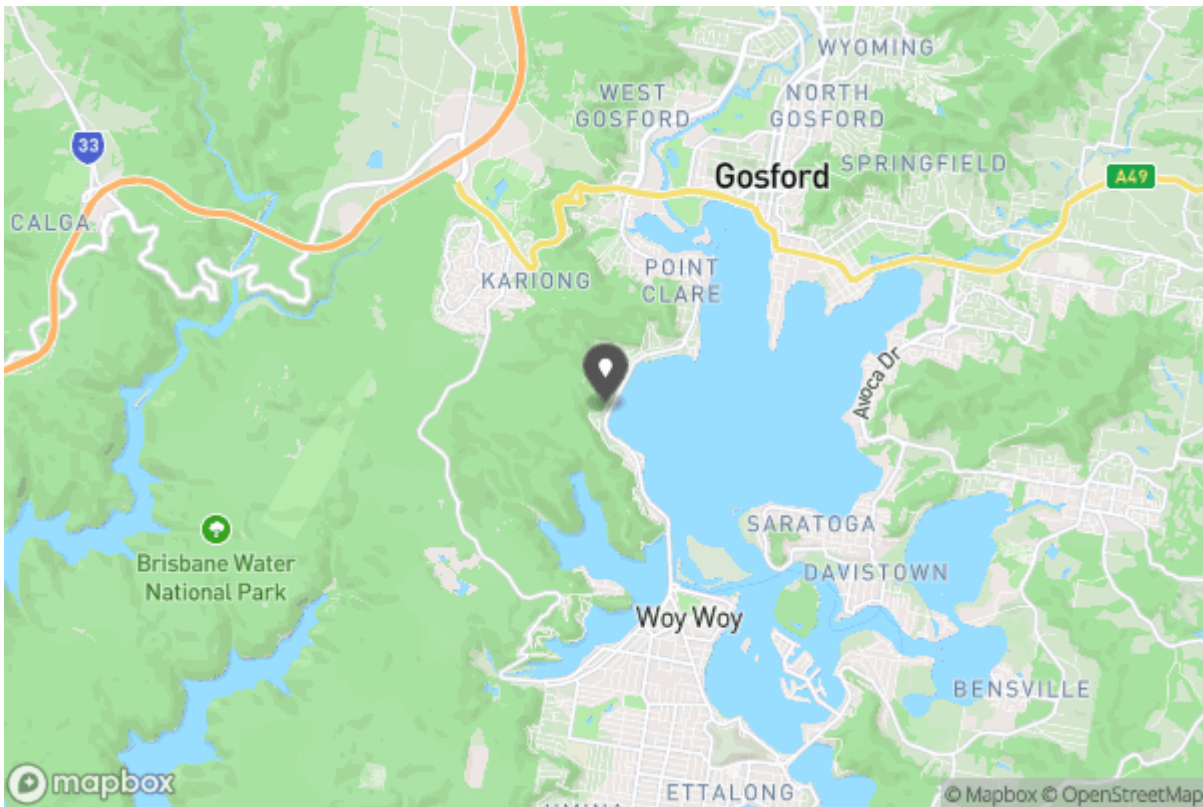 WYOMING
WEST
GOSFORD
NORTH
GOSFORD
33
SPRINGFIELD
Gosford
A49
CALGA
POINT
CLARE
KARIONG
Avoca Dr
SARATOGA
Brisbane Water
National Park
DAVISTOWN
Woy Woy
BENSVILLE
mapbox
ETTALONG
© Mapbox © OpenStreetMap